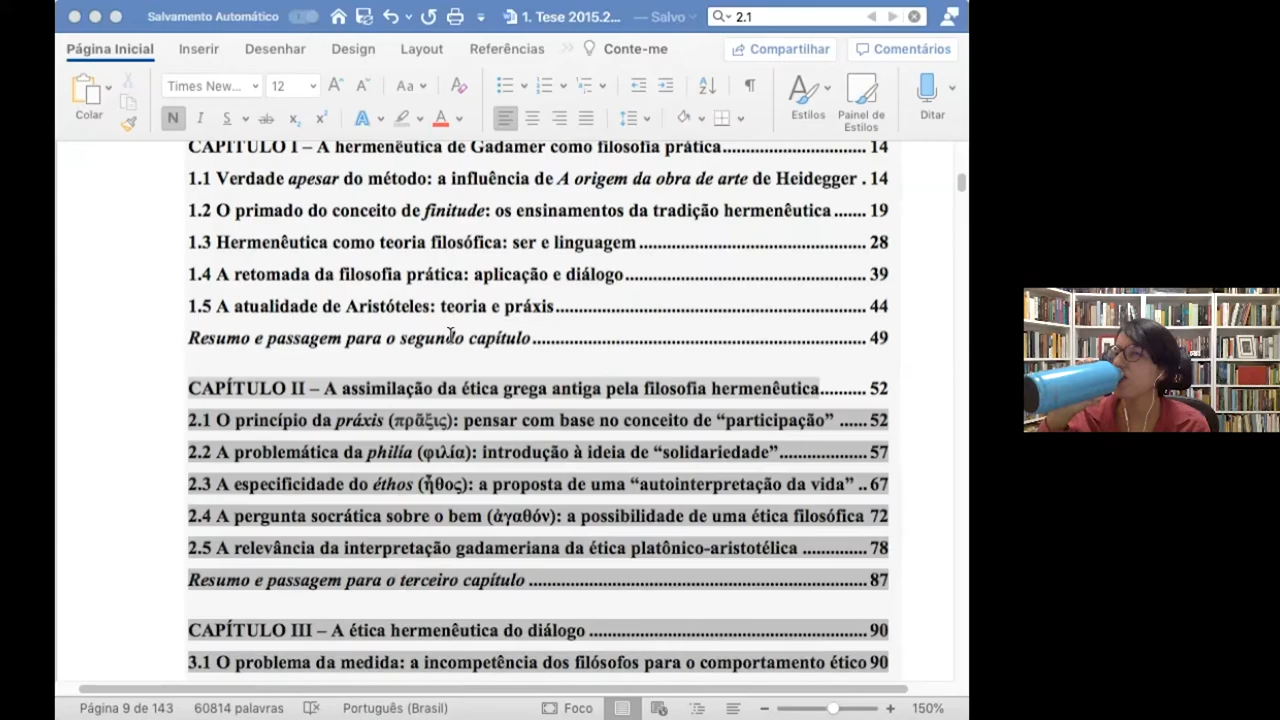 Salvamento Automático
1. Tese 2015.2... — Salvo
2.1
Página Inicial Inserir Desenhar Design Layout Referências Conte-me Compartilhar Comentários
Colar
Times New... 12 Aa
N I S ab x₂ x² A A
Estilos
Painel de Estilos
Ditar
CAPÍTULO I – A hermenêutica de Gadamer como filosofia prática............................... 14
1.1 Verdade apesar do método: a influência de A origem da obra de arte de Heidegger . 14
1.2 O primado do conceito de finitude: os ensinamentos da tradição hermenêutica ....... 19
1.3 Hermenêutica como teoria filosófica: ser e linguagem ................................................ 28
1.4 A retomada da filosofia prática: aplicação e diálogo................................................... 39
1.5 A atualidade de Aristóteles: teoria e práxis.................................................................. 44
Resumo e passagem para o segundo capítulo ...................................................................... 49
CAPÍTULO II – A assimilação da ética grega antiga pela filosofia hermenêutica.......... 52
2.1 O princípio da práxis (πρᾶξις): pensar com base no conceito de “participação” ...... 52
2.2 A problemática da philía (φιλία): introdução à ideia de “solidariedade”.................. 57
2.3 A especificidade do éthos (ἦθος): a proposta de uma “autointerpretação da vida” .. 67
2.4 A pergunta socrática sobre o bem (ἀγαθόν): a possibilidade de uma ética filosófica 72
2.5 A relevância da interpretação gadameriana da ética platônico-aristotélica ............. 78
Resumo e passagem para o terceiro capítulo ....................................................................... 87
CAPÍTULO III – A ética hermenêutica do diálogo ............................................................ 90
3.1 O problema da medida: a incompetência dos filósofos para o comportamento ético 90
Página 9 de 143 60814 palavras Português (Brasil) Foco 150%